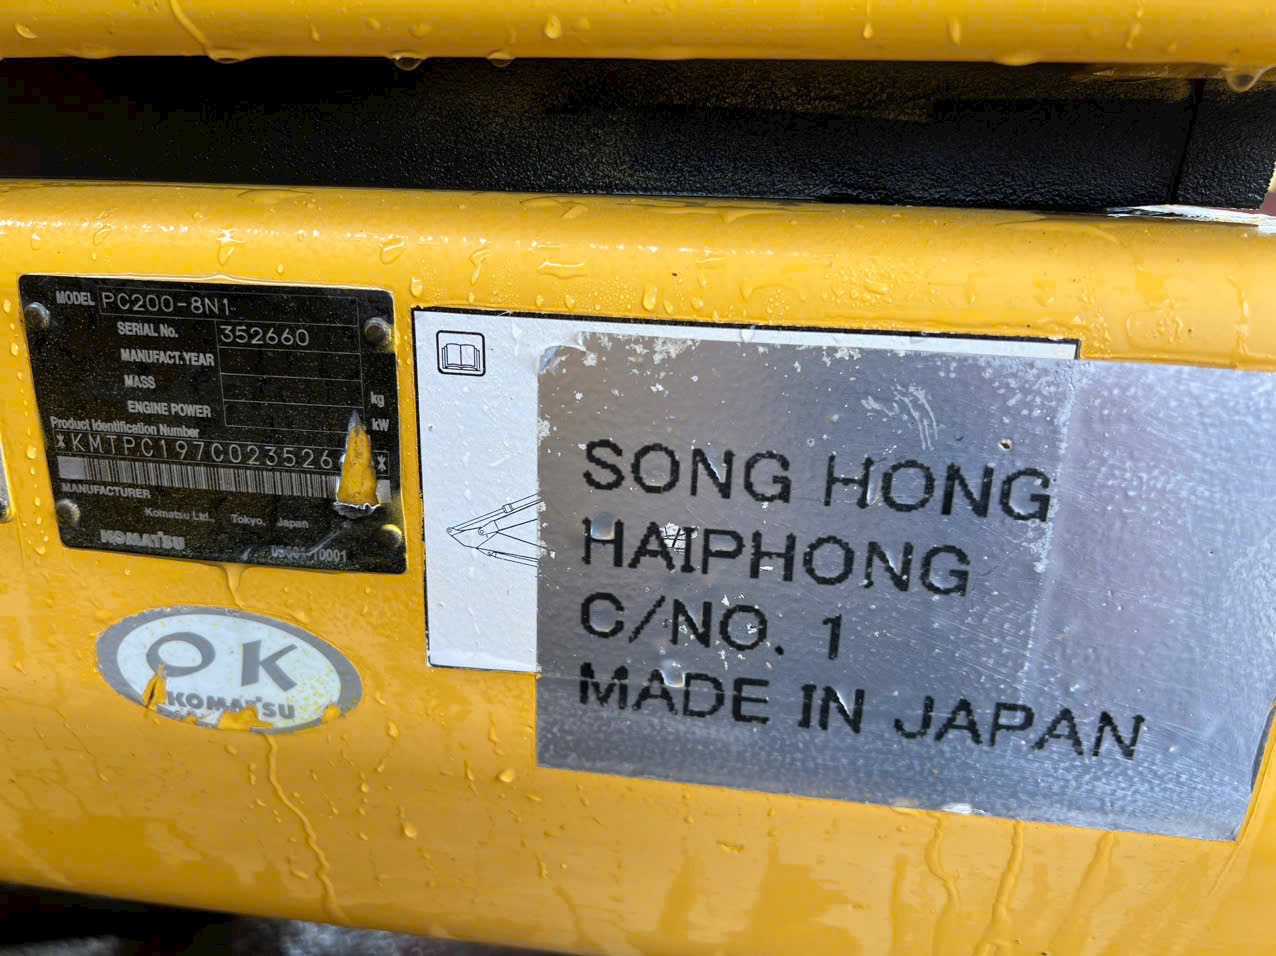 MODEL PC200-8N1
SERIAL No. 352660
MANUFACT. YEAR
MASS kg
ENGINE POWER kW
Product Identification Number
*KMTPC197C023526 *
MANUFACTURER
Komatsu Ltd., Tokyo, Japan
KOMATSU
OK
KOMATSU
SONG HONG
HAIPHONG
C/NO. 1
MADE IN JAPAN